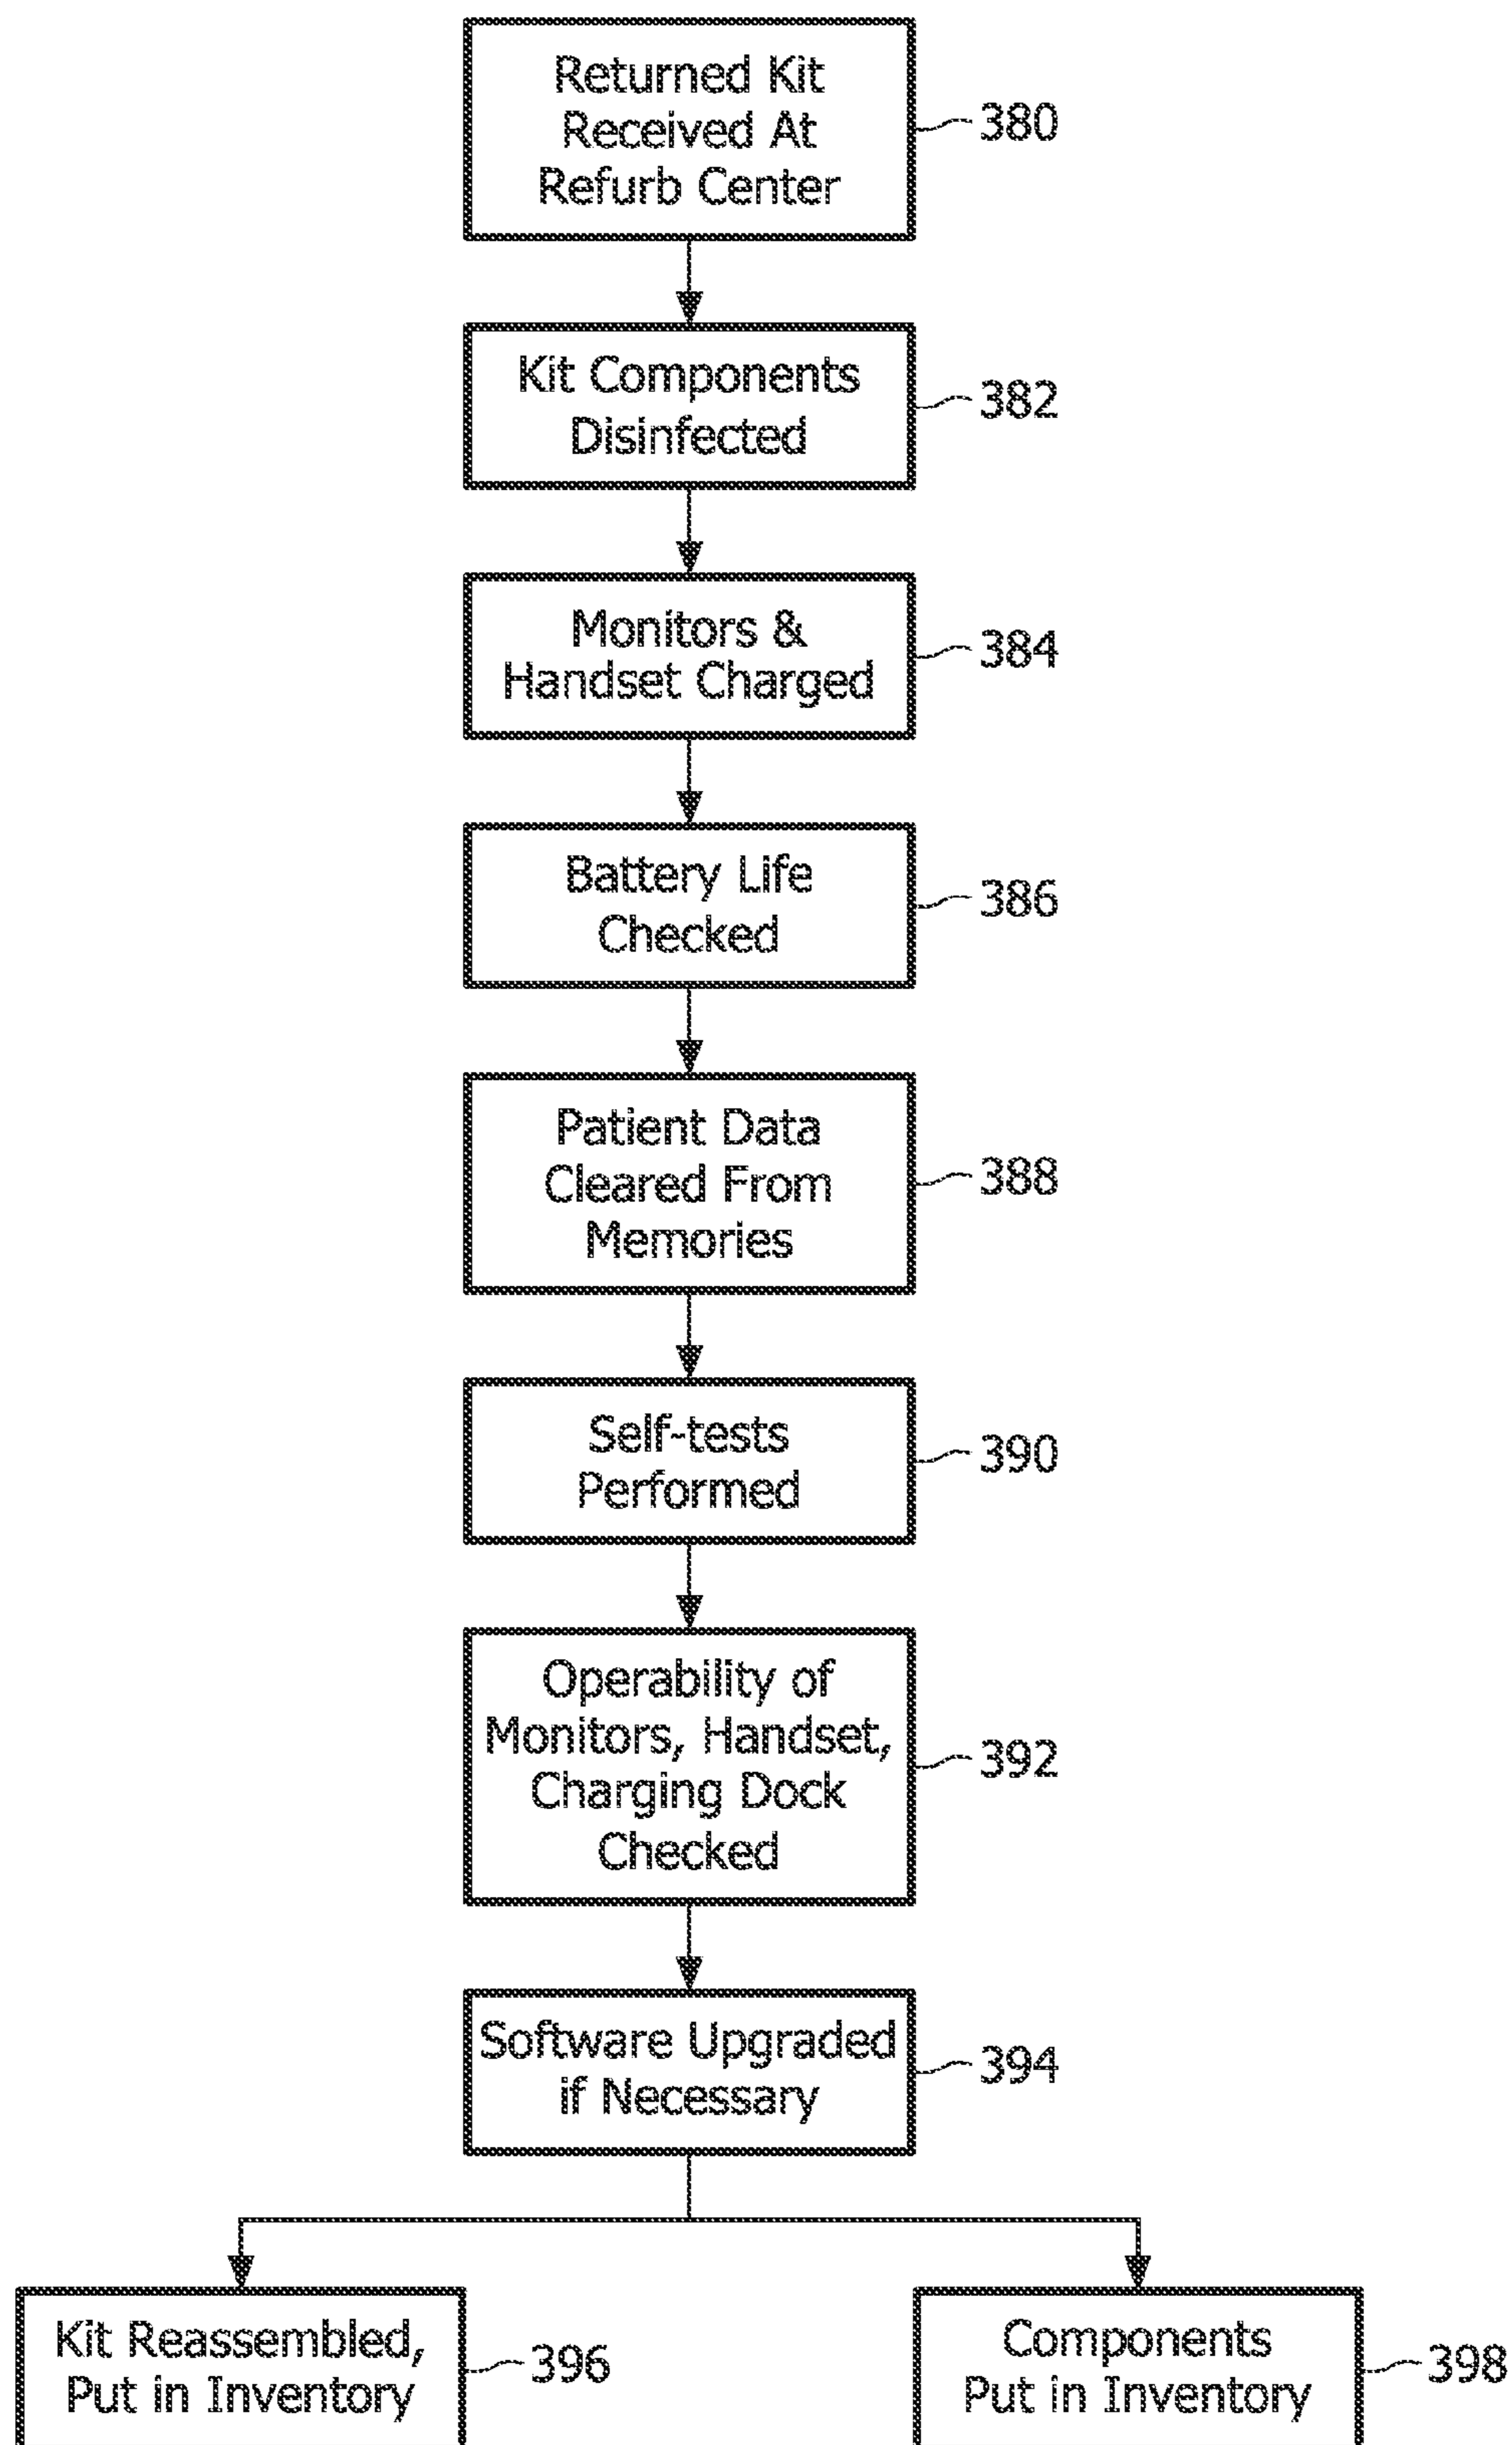 Returned Kit
Received At
Refurb Center
380
Kit Components
Disinfected
382
Monitors &
Handset Charged
384
Battery Life
Checked
386
Patient Data
Cleared From
Memories
388
Self-tests
Performed
390
Operability of
Monitors, Handset,
Charging Dock
Checked
392
Software Upgraded
if Necessary
394
Kit Reassembled,
Put in Inventory
396
Components
Put in Inventory
398